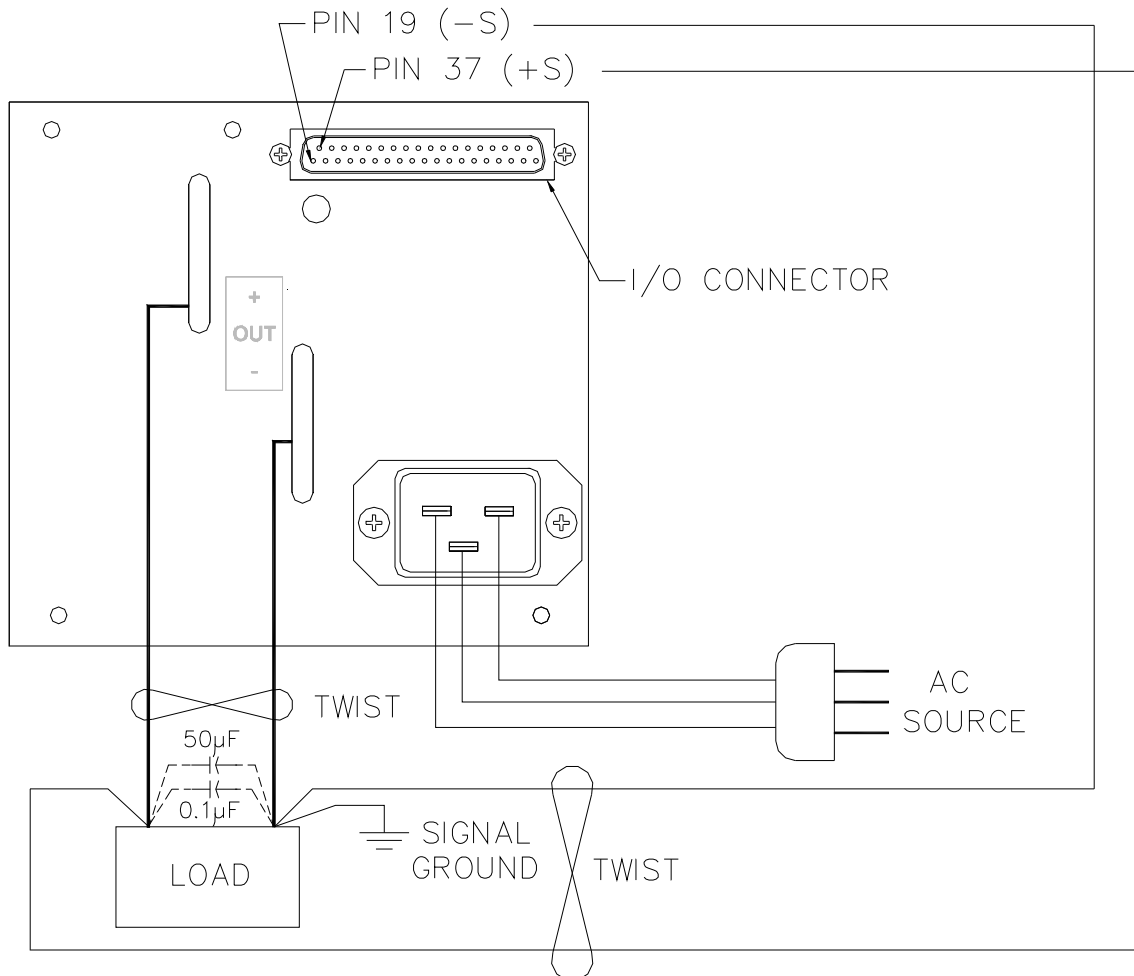 PIN 19 (−S)
PIN 37 (+S)
I/O CONNECTOR
+
OUT
-
TWIST
AC
SOURCE
50µF
0.1µF
SIGNAL
GROUND
TWIST
LOAD